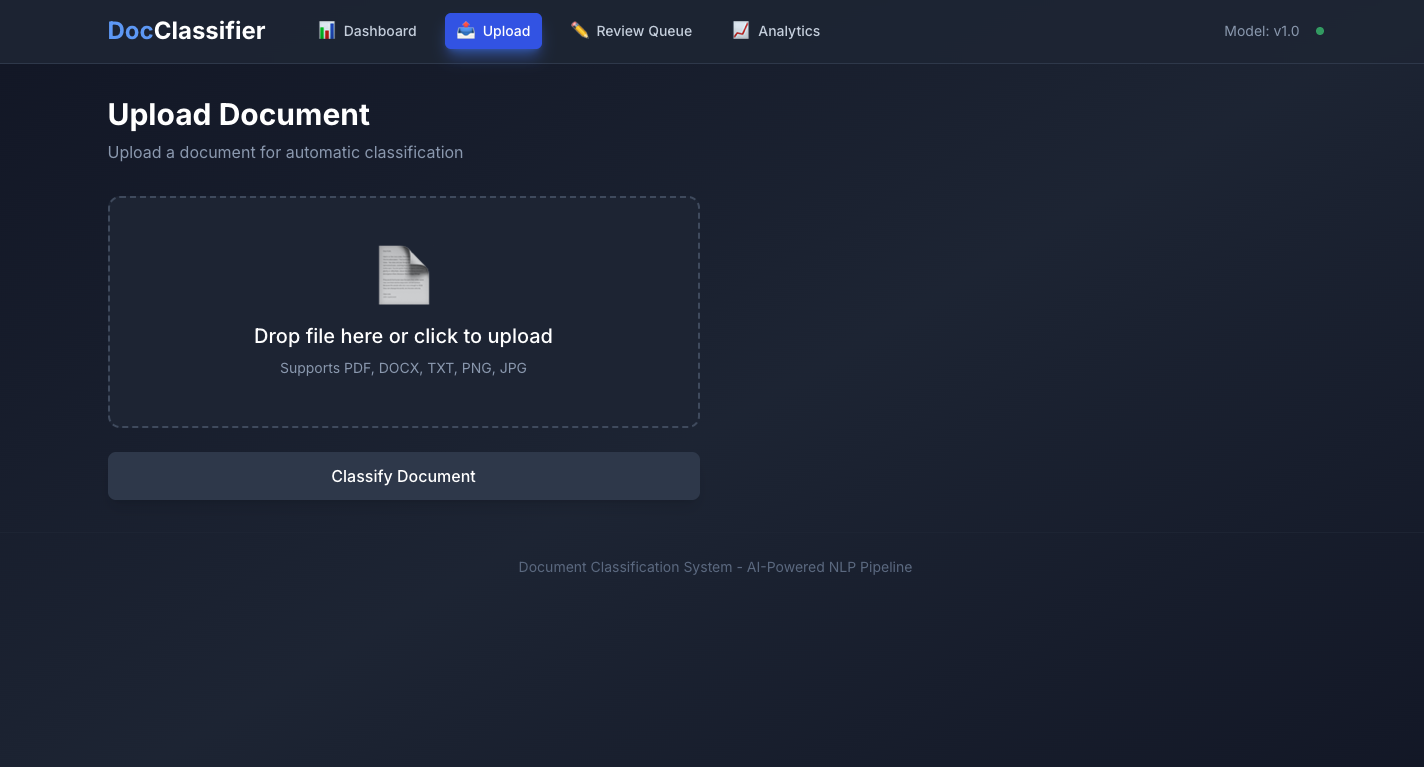 DocClassifier
Dashboard
Upload
Review Queue
Analytics
Model: v1.0
Upload Document
Upload a document for automatic classification
Drop file here or click to upload
Supports PDF, DOCX, TXT, PNG, JPG
Classify Document
Document Classification System - AI-Powered NLP Pipeline